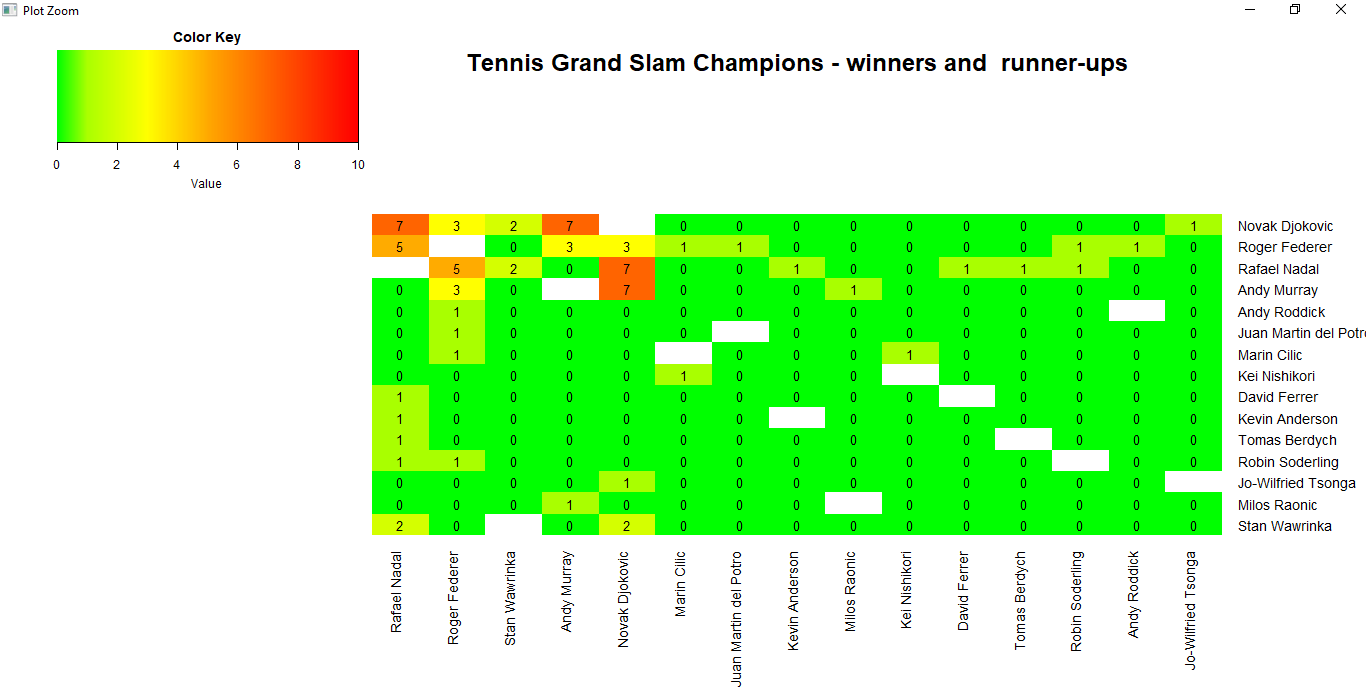 Plot Zoom
Color Key
0 2 4 6 8 10
Value
Tennis Grand Slam Champions - winners and  runner-ups
7 3 2 7 0 0 0 0 0 0 0 0 0 1 Novak Djokovic
5 0 3 3 1 1 0 0 0 0 0 1 1 0 Roger Federer
5 2 0 7 0 0 1 0 0 1 1 1 0 0 Rafael Nadal
0 3 0 7 0 0 0 1 0 0 0 0 0 0 Andy Murray
0 1 0 0 0 0 0 0 0 0 0 0 0 0 Andy Roddick
0 1 0 0 0 0 0 0 0 0 0 0 0 0 Juan Martin del Potro
0 1 0 0 0 0 0 0 1 0 0 0 0 0 Marin Cilic
0 0 0 0 0 1 0 0 0 0 0 0 0 0 Kei Nishikori
1 0 0 0 0 0 0 0 0 0 0 0 0 0 David Ferrer
1 0 0 0 0 0 0 0 0 0 0 0 0 0 Kevin Anderson
1 0 0 0 0 0 0 0 0 0 0 0 0 0 Tomas Berdych
1 1 0 0 0 0 0 0 0 0 0 0 0 0 Robin Soderling
0 0 0 0 1 0 0 0 0 0 0 0 0 0 Jo-Wilfried Tsonga
0 0 0 1 0 0 0 0 0 0 0 0 0 0 Milos Raonic
2 0 0 2 0 0 0 0 0 0 0 0 0 0 Stan Wawrinka
Rafael Nadal
Roger Federer
Stan Wawrinka
Andy Murray
Novak Djokovic
Marin Cilic
Juan Martin del Potro
Kevin Anderson
Milos Raonic
Kei Nishikori
David Ferrer
Tomas Berdych
Robin Soderling
Andy Roddick
Jo-Wilfried Tsonga